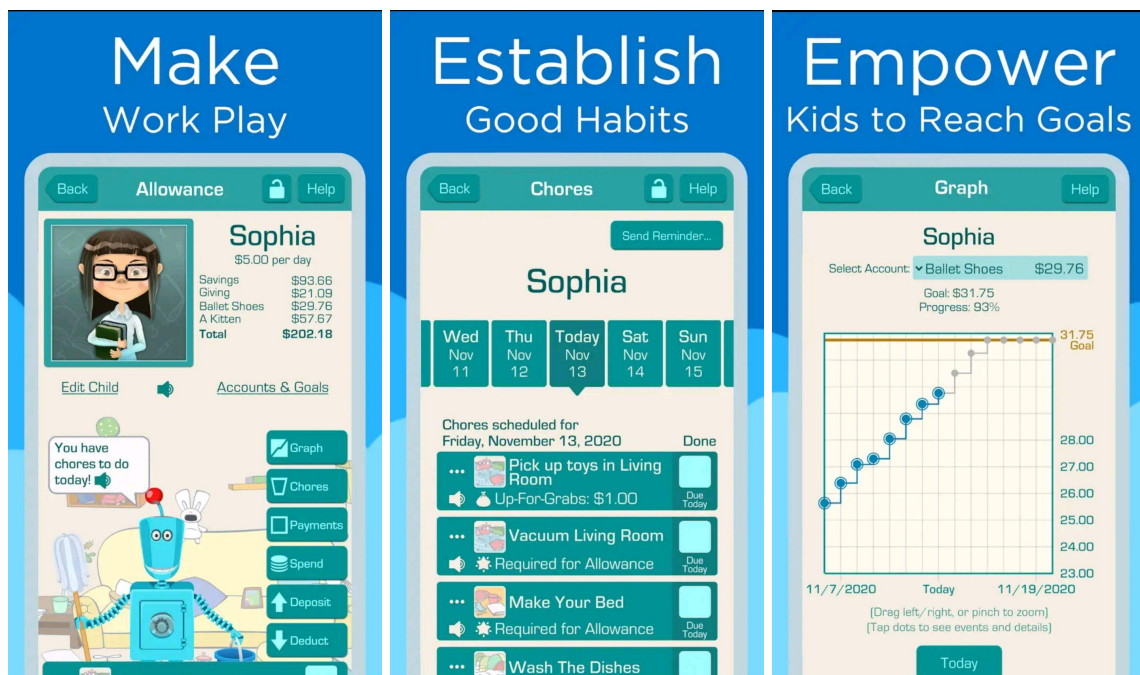 Make
Work Play
Back
Allowance
Help
Sophia
$5.00 per day
Savings $93.66
Giving $21.09
Ballet Shoes $29.76
A Kitten $57.67
Total $202.18
Edit Child
Accounts & Goals
You have
chores to do
today!
Graph
Chores
Payments
Spend
Deposit
Deduct
Establish
Good Habits
Back
Chores
Help
Send Reminder...
Sophia
Wed Thu Today Sat Sun
Nov Nov Nov Nov Nov
11 12 13 14 15
Chores scheduled for
Friday, November 13, 2020 Done
Pick up toys in Living
Room
Up-For-Grabs: $1.00
Due
Today
Vacuum Living Room
Required for Allowance
Due
Today
Make Your Bed
Required for Allowance
Due
Today
Wash The Dishes
Empower
Kids to Reach Goals
Back
Graph
Help
Sophia
Select Account: Ballet Shoes $29.76
Goal: $31.75
Progress: 93%
31.75
Goal
28.00
27.00
26.00
25.00
24.00
23.00
11/7/2020 Today 11/19/2020
(Drag left/right, or pinch to zoom)
(Tap dots to see events and details)
Today